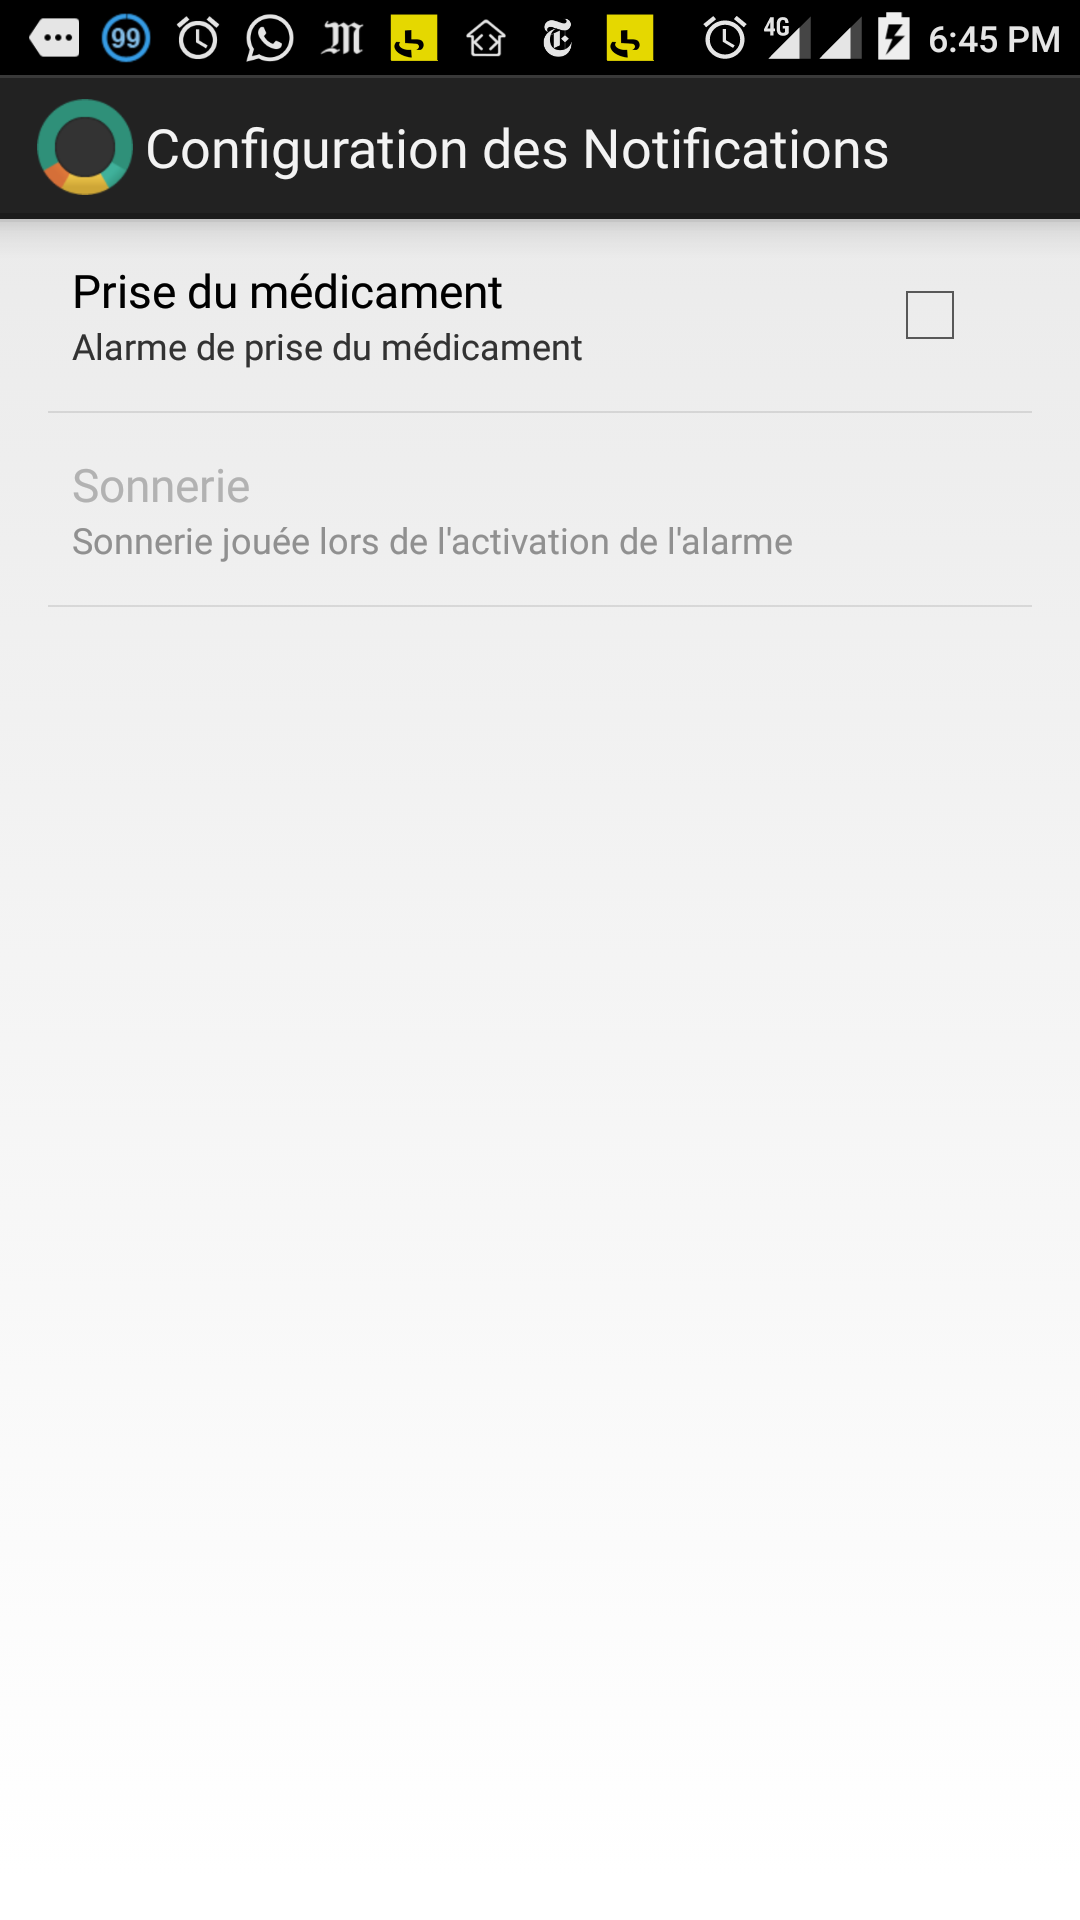 99 4G 6:45 PM
Configuration des Notifications
Prise du médicament
Alarme de prise du médicament
Sonnerie
Sonnerie jouée lors de l'activation de l'alarme